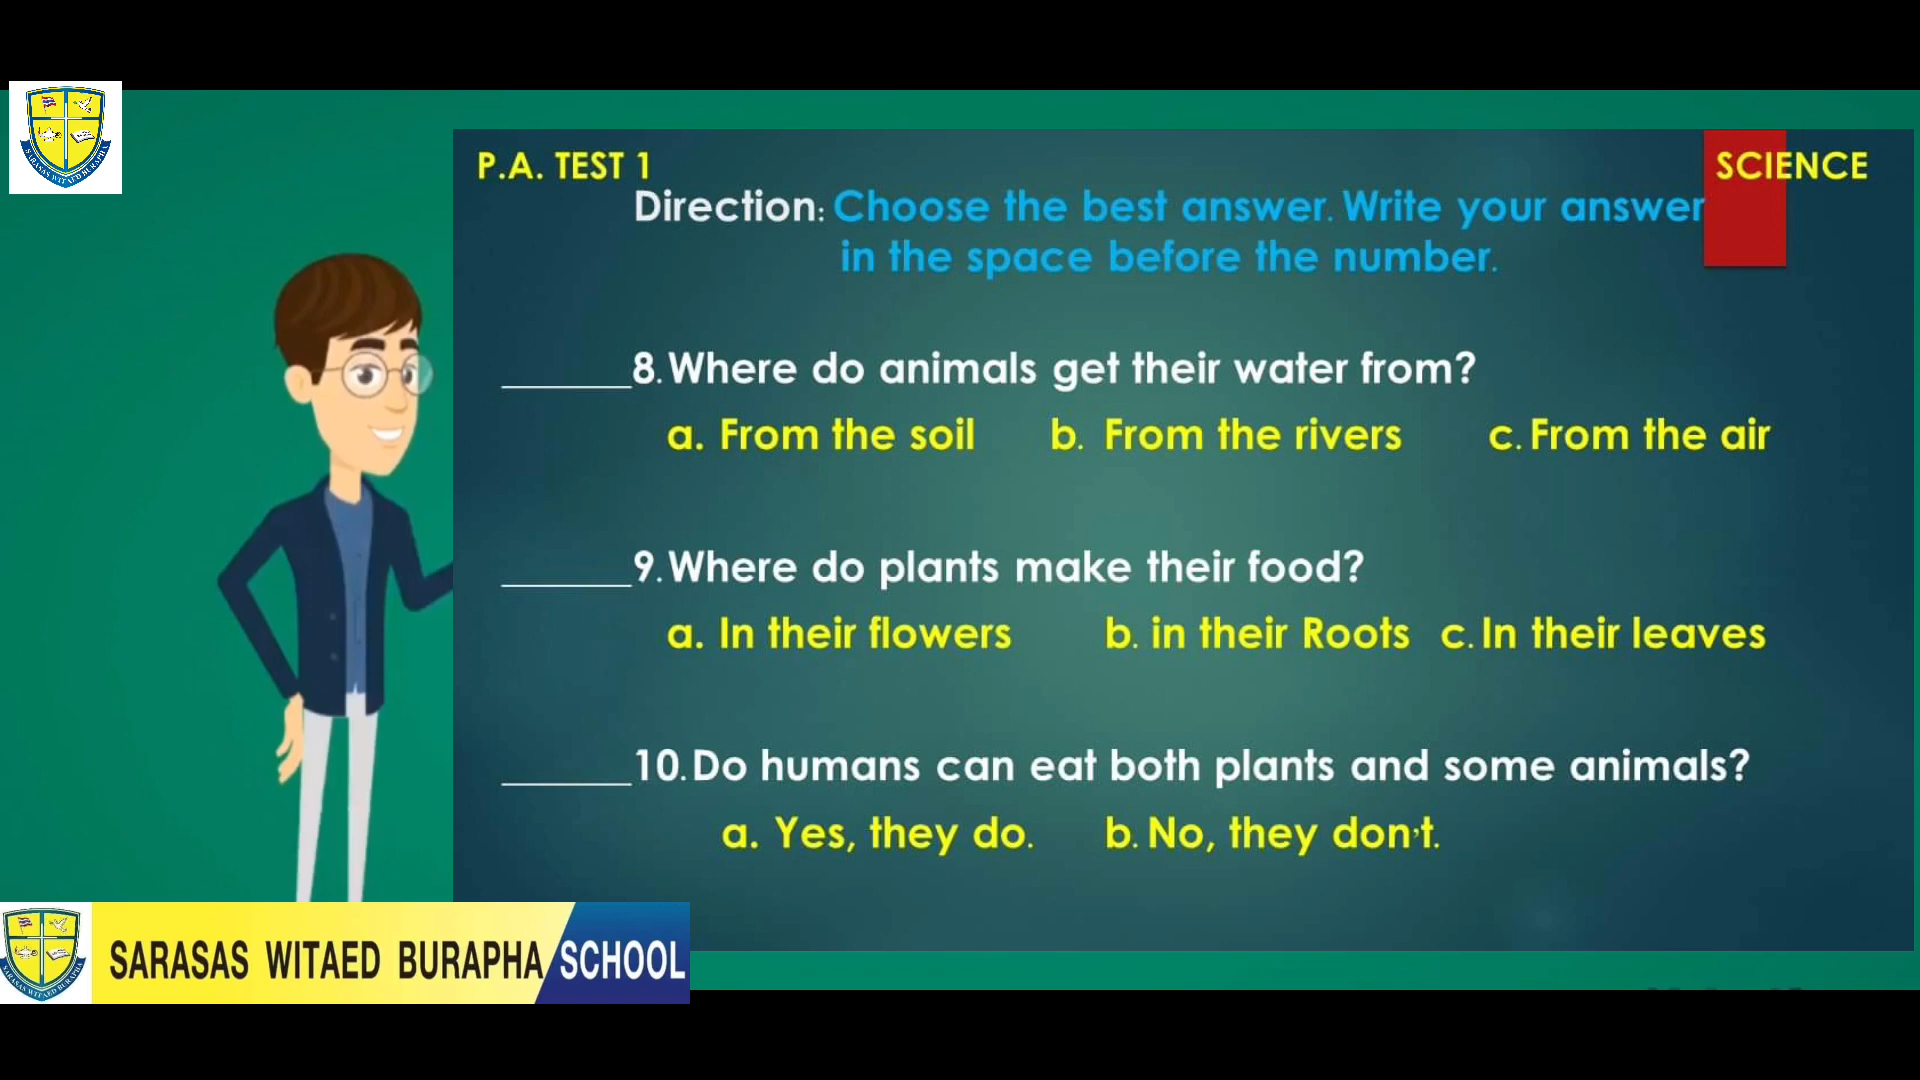 P.A. TEST 1
SCIENCE
Direction: Choose the best answer. Write your answer
in the space before the number.
______8. Where do animals get their water from?
a. From the soil b. From the rivers c. From the air
______9. Where do plants make their food?
a. In their flowers b. in their Roots c. In their leaves
______10. Do humans can eat both plants and some animals?
a. Yes, they do. b. No, they don't.
SARASAS WITAED BURAPHA
SARASAS WITAED BURAPHA SCHOOL